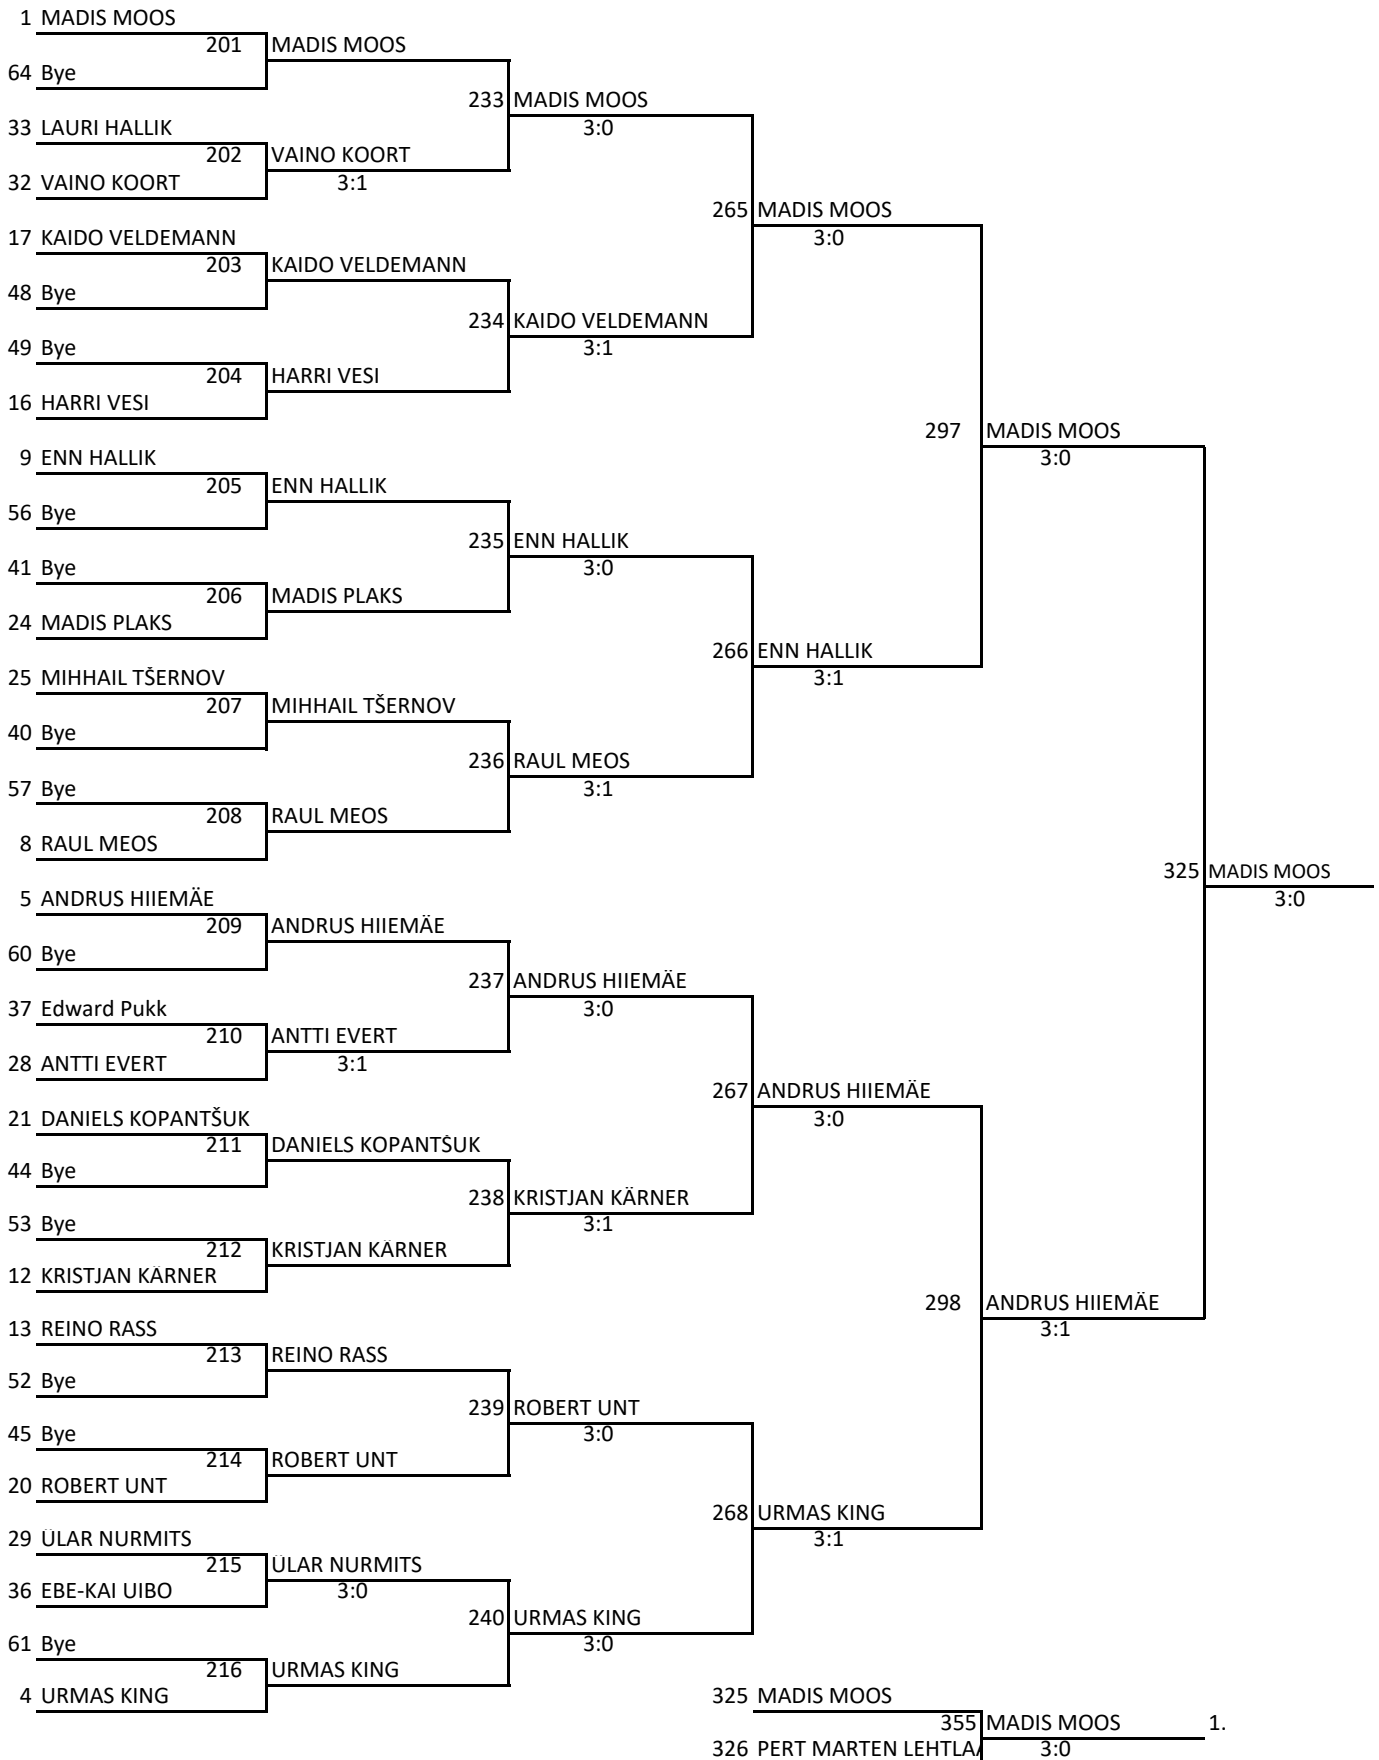 1 MADIS MOOS
201 MADIS MOOS
64 Bye
233 MADIS MOOS
33 LAURI HALLIK
3:0
202 VAINO KOORT
32 VAINO KOORT
3:1
265 MADIS MOOS
17 KAIDO VELDEMANN
3:0
203 KAIDO VELDEMANN
48 Bye
234 KAIDO VELDEMANN
49 Bye
3:1
204 HARRI VESI
16 HARRI VESI
297 MADIS MOOS
9 ENN HALLIK
3:0
205 ENN HALLIK
56 Bye
235 ENN HALLIK
41 Bye
3:0
206 MADIS PLAKS
24 MADIS PLAKS
266 ENN HALLIK
25 MIHHAIL TŠERNOV
3:1
207 MIHHAIL TŠERNOV
40 Bye
236 RAUL MEOS
57 Bye
3:1
208 RAUL MEOS
8 RAUL MEOS
325 MADIS MOOS
5 ANDRUS HIIEMÄE
3:0
209 ANDRUS HIIEMÄE
60 Bye
237 ANDRUS HIIEMÄE
37 Edward Pukk
3:0
210 ANTTI EVERT
28 ANTTI EVERT
3:1
267 ANDRUS HIIEMÄE
21 DANIELS KOPANTŠUK
3:0
211 DANIELS KOPANTŠUK
44 Bye
238 KRISTJAN KÄRNER
53 Bye
3:1
212 KRISTJAN KÄRNER
12 KRISTJAN KÄRNER
298 ANDRUS HIIEMÄE
13 REINO RASS
3:1
213 REINO RASS
52 Bye
239 ROBERT UNT
45 Bye
3:0
214 ROBERT UNT
20 ROBERT UNT
268 URMAS KING
29 ÜLAR NURMITS
3:1
215 ÜLAR NURMITS
36 EBE-KAI UIBO
3:0
240 URMAS KING
61 Bye
3:0
216 URMAS KING
4 URMAS KING
325 MADIS MOOS
355 MADIS MOOS 1.
326 PERT MARTEN LEHTLA
3:0